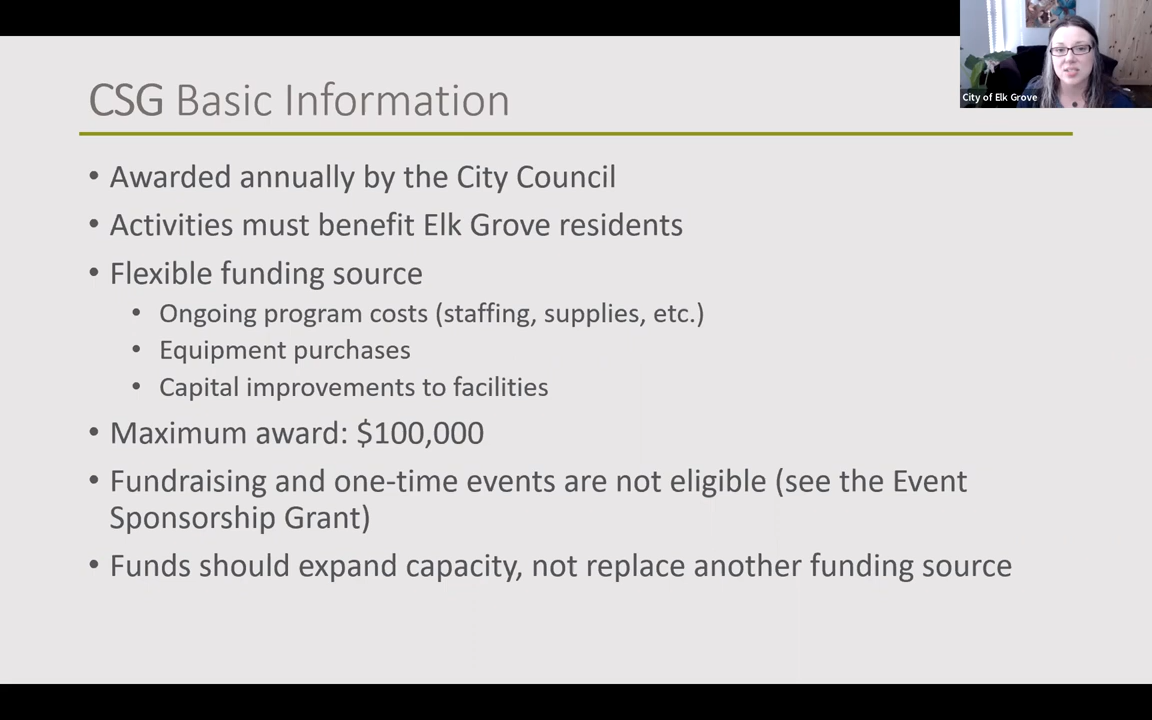 CSG Basic Information
City of Elk Grove
• Awarded annually by the City Council
• Activities must benefit Elk Grove residents
• Flexible funding source
• Ongoing program costs (staffing, supplies, etc.)
• Equipment purchases
• Capital improvements to facilities
• Maximum award: $100,000
• Fundraising and one-time events are not eligible (see the Event
Sponsorship Grant)
• Funds should expand capacity, not replace another funding source